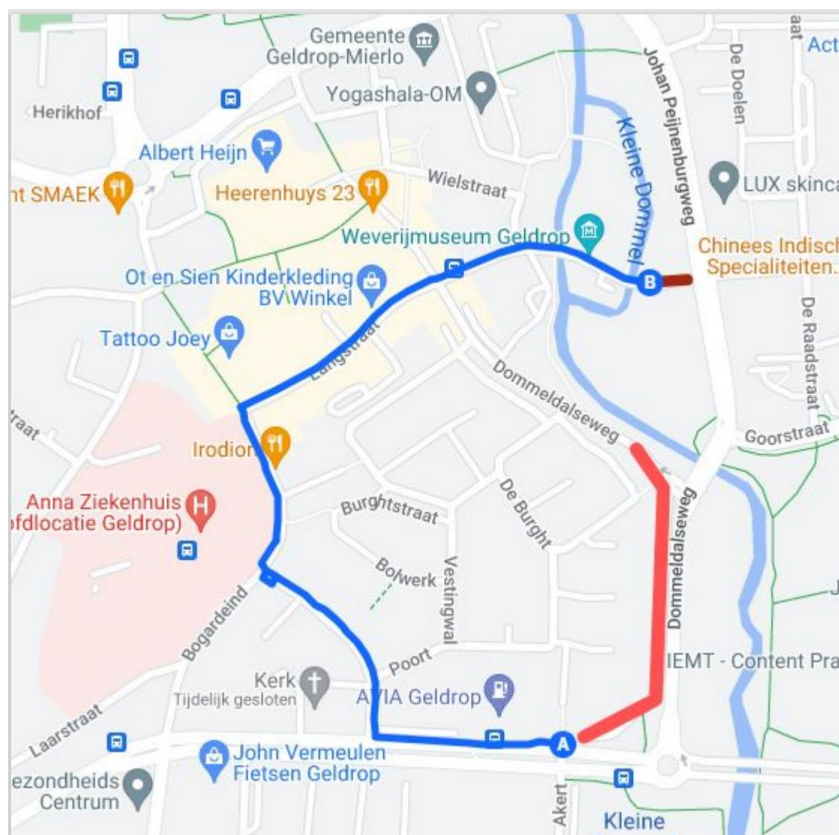 Gemeente
Geldrop-Mierlo
Act
De Doelen
aat
Johan Peijnenburgweg
Herikhof
Yogashala-OM
Kleine Dommel
Albert Heijn
nt SMAEK
Heerenhuys 23
Wielstraat
LUX skinca
Weverijmuseum Geldrop
Chinees Indisch
Specialiteiten.
Ot en Sien Kinderkleding
BV Winkel
B
Tattoo Joey
Langstraat
De Raadstraat
Dommeldalseweg
Irodion
Goorstraat
traat
Anna Ziekenhuis
ofdlocatie Geldrop)
H
De Burght
Burghtstraat
Dommeldalseweg
Bolwerk
Vestingwal
Bogardeind
J
Poort
IEMT - Content Pra
Kerk
Tijdelijk gesloten
AVIA Geldrop
Laarstraat
A
John Vermeulen
Fietsen Geldrop
ezondheids
Centrum
Akert
Kleine